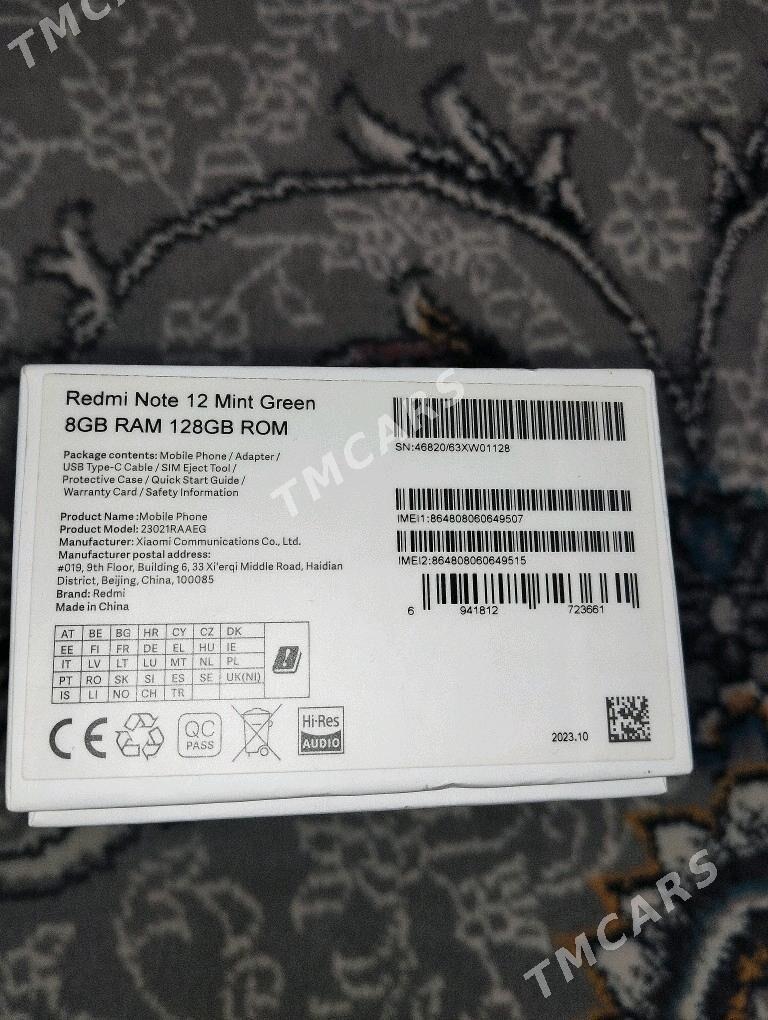 TMCARS
Redmi Note 12 Mint Green
8GB RAM 128GB ROM
Package contents: Mobile Phone / Adapter /
USB Type-C Cable / SIM Eject Tool /
Protective Case / Quick Start Guide /
Warranty Card / Safety Information
Product Name :Mobile Phone
Product Model: 23021RAAEG
Manufacturer: Xiaomi Communications Co., Ltd.
Manufacturer postal address:
#019, 9th Floor, Building 6, 33 Xi'erqi Middle Road, Haidian
District, Beijing, China, 100085
Brand: Redmi
Made in China
AT BE BG HR CY CZ DK
EE FI FR DE EL HU IE
IT LV LT LU MT NL PL
PT RO SK SI ES SE UK(NI)
IS LI NO CH TR
CE
QC
PASS
Hi-Res
AUDIO
SN:46820/63XW01128
IMEI1:864808060649507
IMEI2:864808060649515
6 941812 723661
2023.10
TMCARS
TMCARS